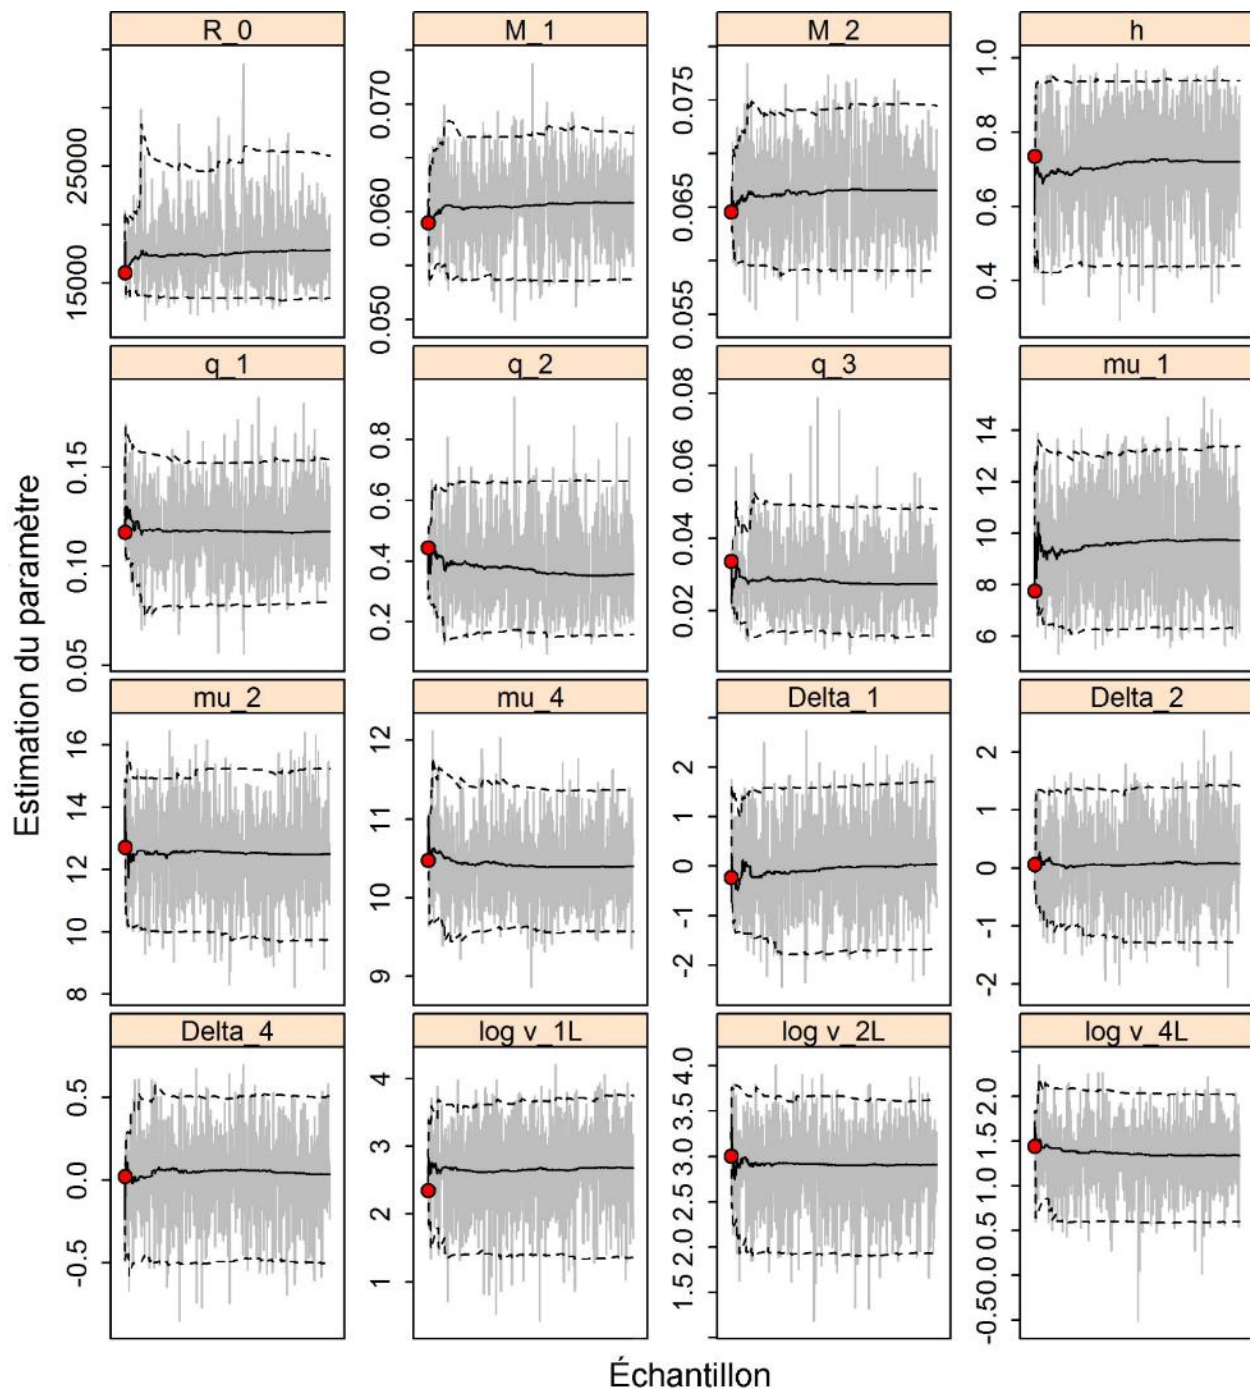 R_0
M_1
M_2
h
15000 25000
0.050 0.060 0.070
0.055 0.065 0.075
0.4 0.6 0.8 1.0
q_1
q_2
q_3
mu_1
0.05 0.10 0.15
0.2 0.4 0.6 0.8
0.02 0.04 0.06 0.08
6 8 10 12 14
mu_2
mu_4
Delta_1
Delta_2
8 10 12 14 16
9 10 11 12
-2 -1 0 1 2
-2 -1 0 1 2
Delta_4
log v_1L
log v_2L
log v_4L
-0.5 0.0 0.5
1 2 3 4
1.5 2.0 2.5 3.0 3.5 4.0
-0.5 0.0 0.5 1.0 1.5 2.0
Estimation du paramètre
Échantillon